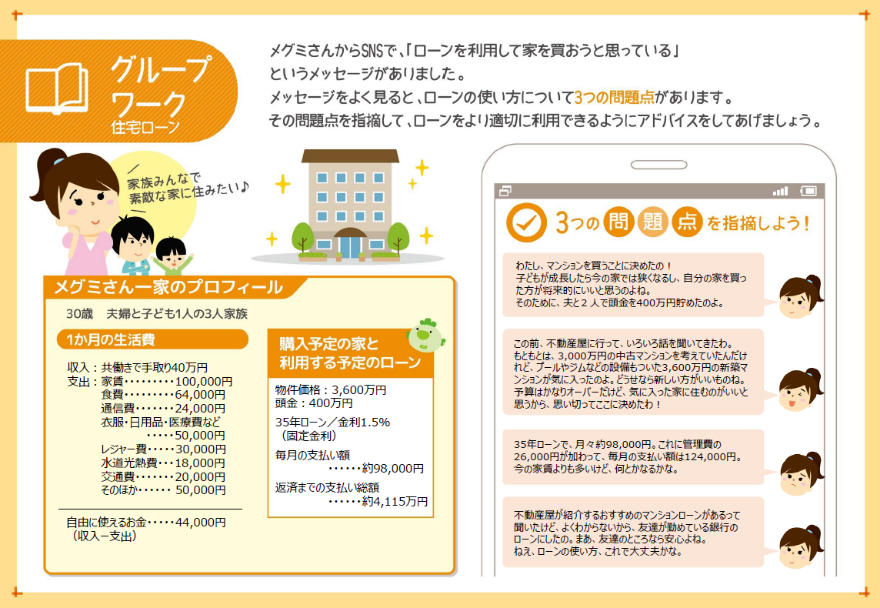 グループ
ワーク
住宅ローン
メグミさんからSNSで、「ローンを利用して家を買おうと思っている」
というメッセージがありました。
メッセージをよく見ると、ローンの使い方について3つの問題点があります。
その問題点を指摘して、ローンをより適切に利用できるようにアドバイスをしてあげましょう。
家族みんなで
素敵な家に住みたい♪
メグミさん一家のプロフィール
30歳 夫婦と子ども1人の3人家族
1か月の生活費
収入：共働きで手取り40万円
支出：家賃・・・・・・・・・100,000円
食費・・・・・・・・・64,000円
通信費・・・・・・・24,000円
衣服・日用品・医療費など
・・・・・50,000円
レジャー費・・・・・30,000円
水道光熱費・・・18,000円
交通費・・・・・・・20,000円
そのほか・・・・・・50,000円
自由に使えるお金・・・・・44,000円
（収入－支出）
購入予定の家と
利用する予定のローン
物件価格：3,600万円
頭金：400万円
35年ローン／金利1.5%
（固定金利）
毎月の支払い額
・・・・・・約98,000円
返済までの支払い総額
・・・・・・約4,115万円
3つの問題点を指摘しよう！
わたし、マンションを買うことに決めたの！
子どもが成長したら今の家では狭くなるし、自分の家を買っ
た方が将来的にいいと思うのよね。
そのために、夫と2人で頭金を400万円貯めたのよ。
この前、不動産屋に行って、いろいろ話を聞いてきたわ。
もともとは、3,000万円の中古マンションを考えていたんだけ
れど、プールやジムなどの設備もついた3,600万円の新築マ
ンションが気に入ったのよ。どうせなら新しい方がいいものね。
予算はかなりオーバーだけど、気に入った家に住むのがいいと
思うから、思い切ってここに決めたわ！
35年ローンで、月々約98,000円。これに管理費の
26,000円が加わって、毎月の支払い額は124,000円。
今の家賃よりも多いけど、何とかなるかな。
不動産屋が紹介するおすすめのマンションローンがあるって
聞いたけど、よくわからないから、友達が勤めている銀行の
ローンにしたの。まあ、友達のところなら安心よね。
ねえ、ローンの使い方、これで大丈夫かな。